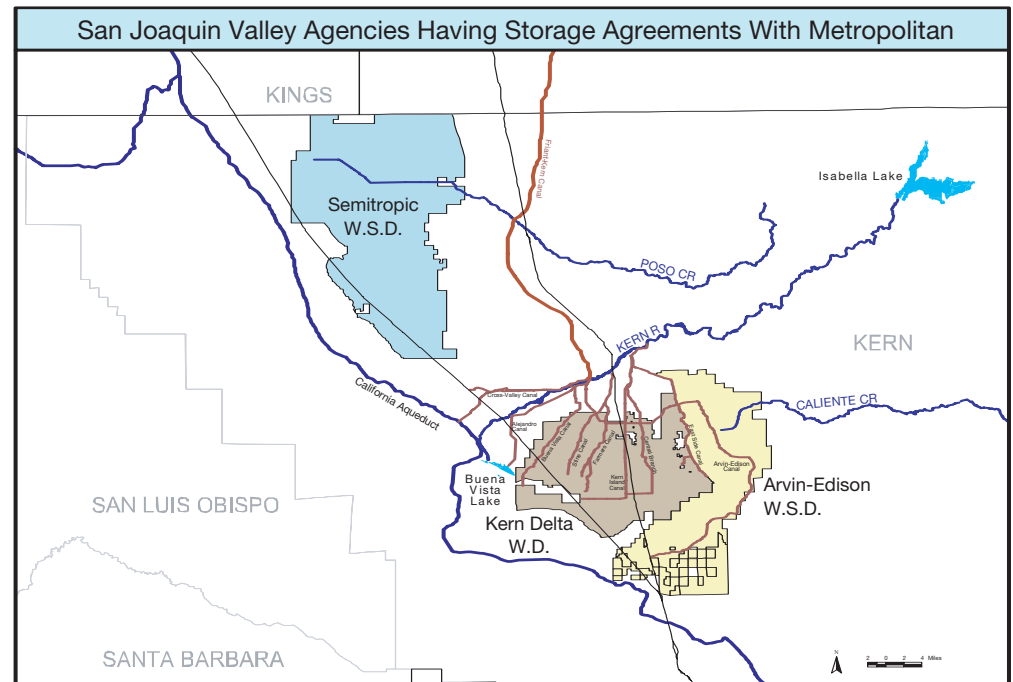 San Joaquin Valley Agencies Having Storage Agreements With Metropolitan
KINGS
Friant-Kern Canal
Isabella Lake
Semitropic
W.S.D.
POSO CR
KERN R
KERN
California Aqueduct
Cross-Valley Canal
CALIENTE CR
Alejandro
Canal
Buena Vista Canal
Stine Canal
Farmers Canal
Central Branch
East Side Canal
Kern
Island
Canal
Arvin-Edison
Canal
Buena
Vista
Lake
Arvin-Edison
W.S.D.
SAN LUIS OBISPO
Kern Delta
W.D.
SANTA BARBARA
N
2 0 2 4 Miles